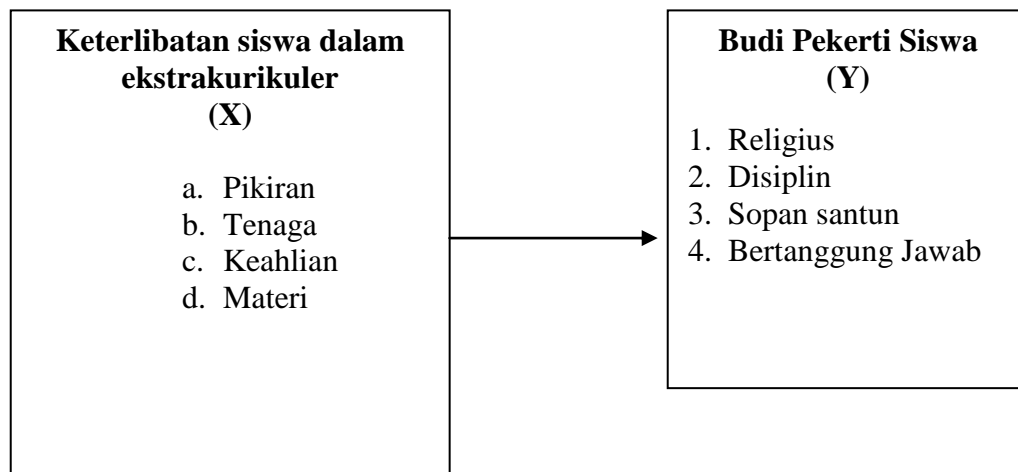 Keterlibatan siswa dalam
ekstrakurikuler
(X)
a. Pikiran
b. Tenaga
c. Keahlian
d. Materi
Budi Pekerti Siswa
(Y)
1. Religius
2. Disiplin
3. Sopan santun
4. Bertanggung Jawab